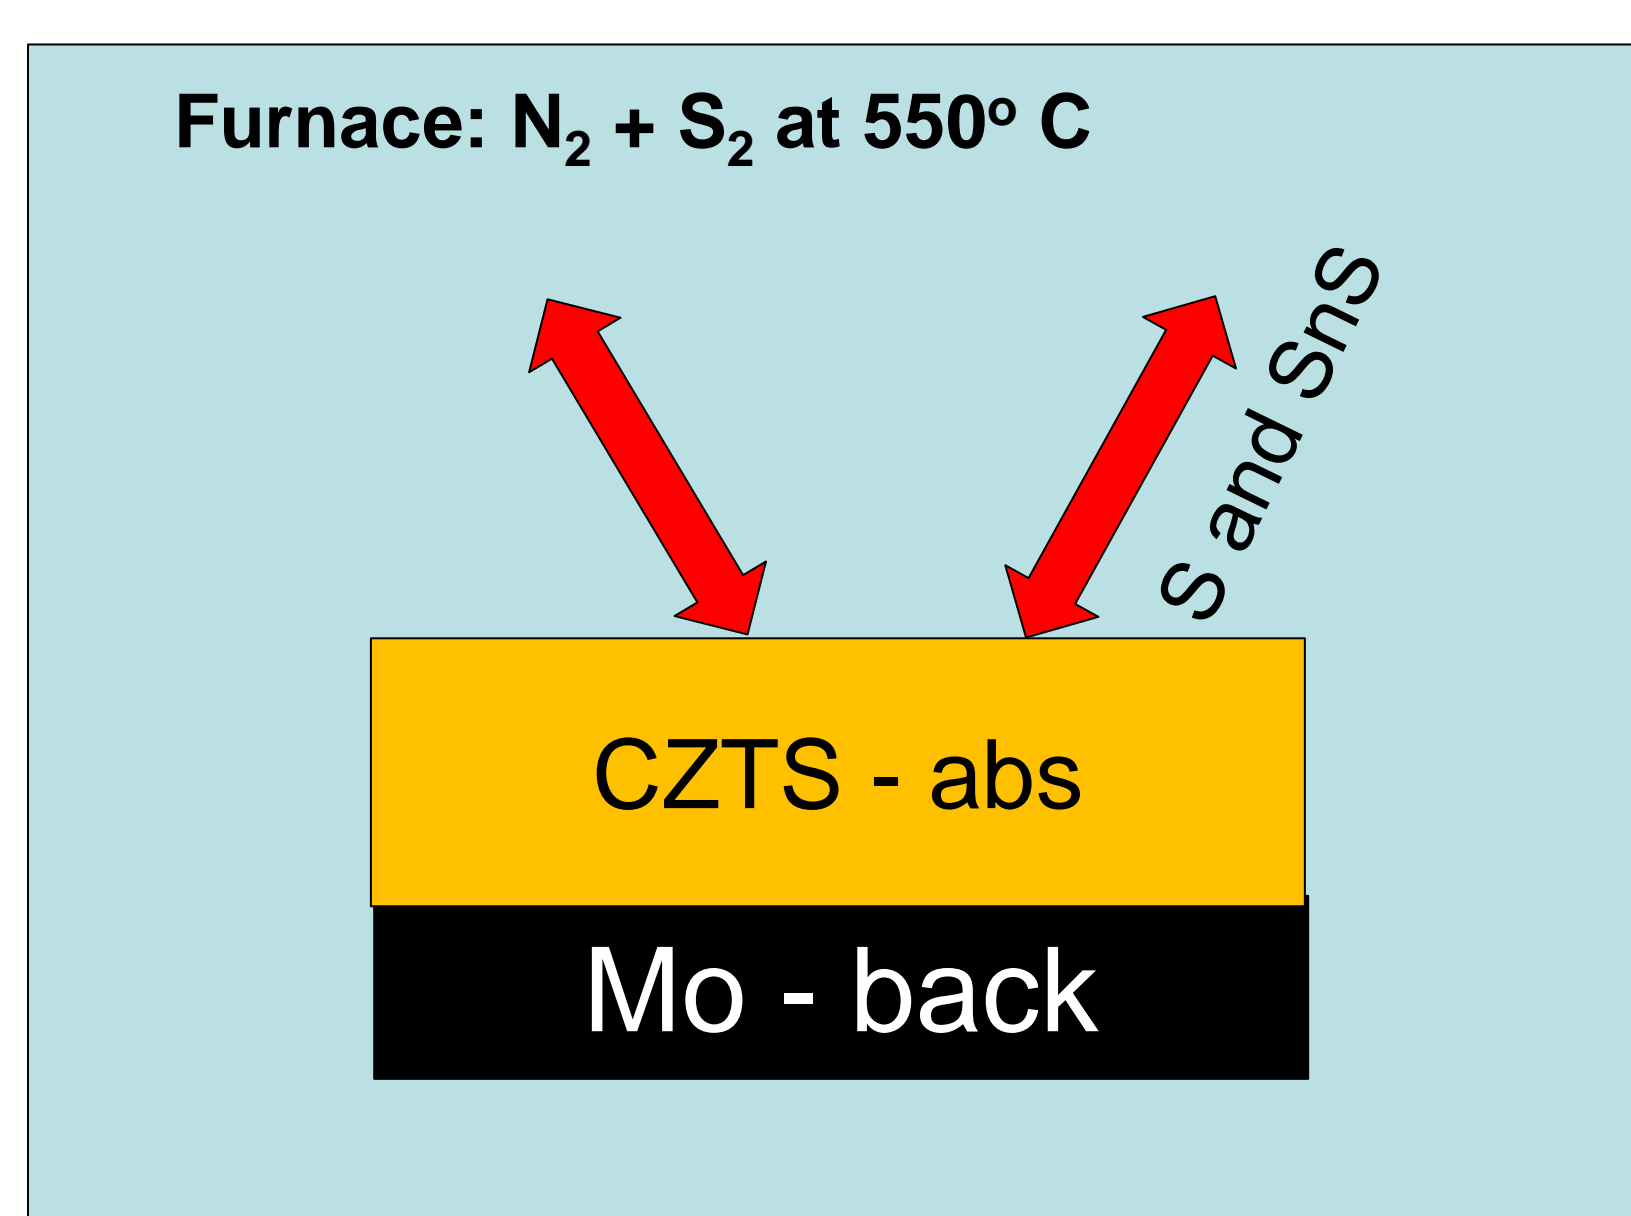 Furnace: N₂ + S₂ at 550º C
S and SnS
CZTS - abs
Mo - back